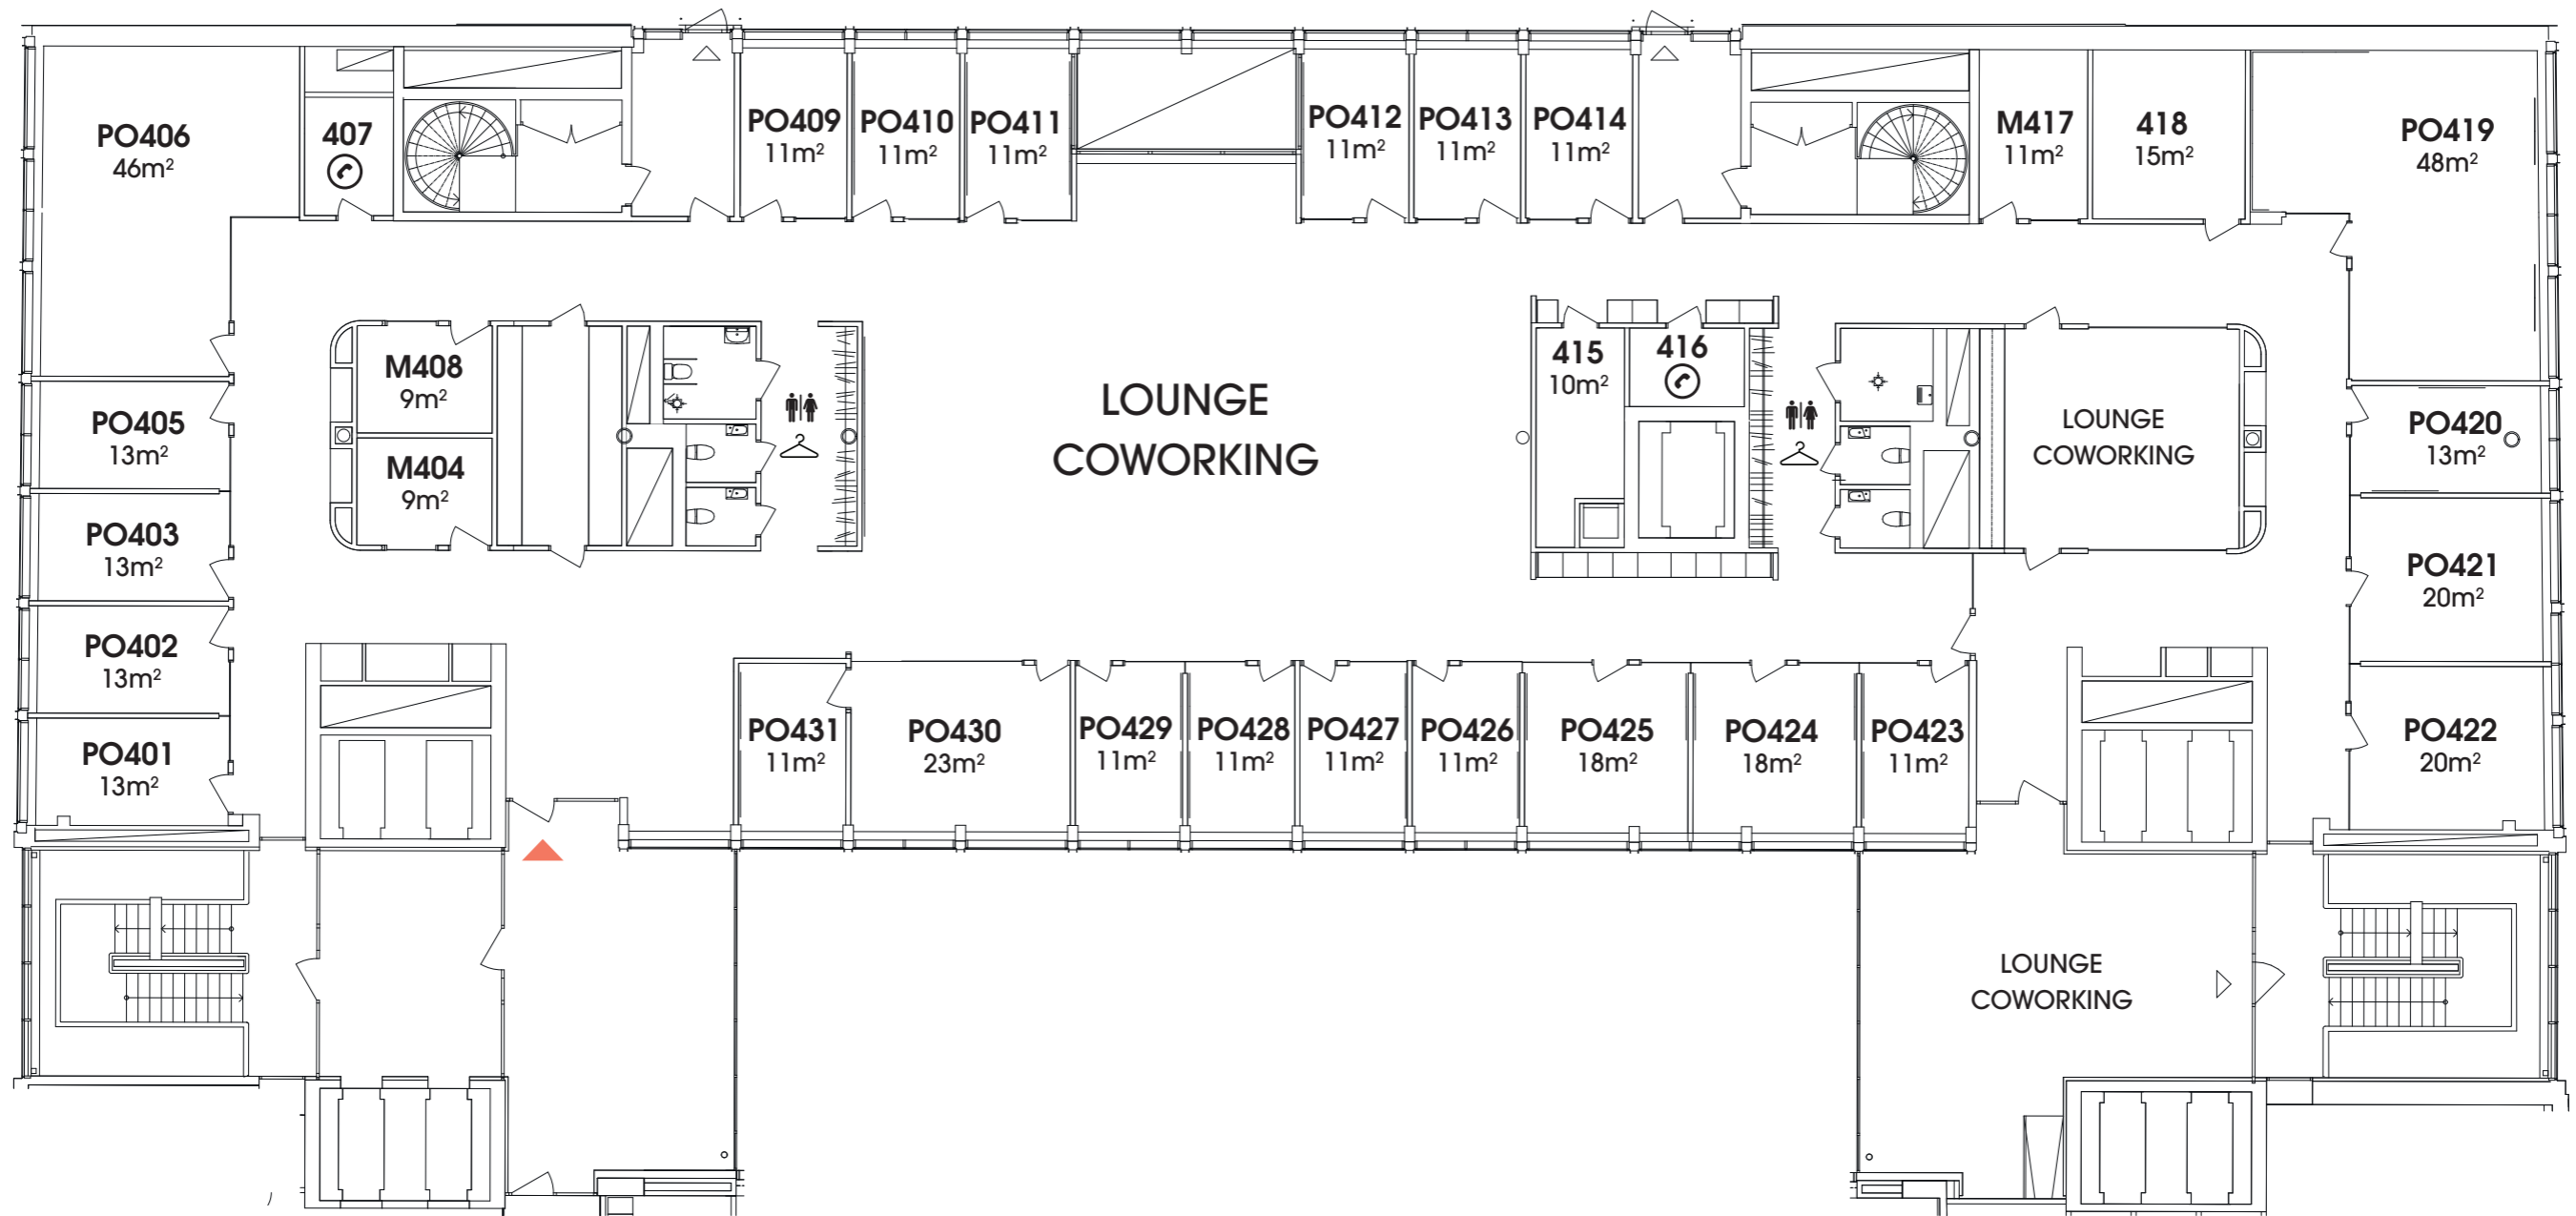 PO406
46m²
407
PO409
11m²
PO410
11m²
PO411
11m²
PO412
11m²
PO413
11m²
PO414
11m²
M417
11m²
418
15m²
PO419
48m²
M408
9m²
M404
9m²
LOUNGE
COWORKING
415
10m²
416
LOUNGE
COWORKING
PO405
13m²
PO403
13m²
PO402
13m²
PO401
13m²
PO420
13m²
PO421
20m²
PO422
20m²
PO431
11m²
PO430
23m²
PO429
11m²
PO428
11m²
PO427
11m²
PO426
11m²
PO425
18m²
PO424
18m²
PO423
11m²
LOUNGE
COWORKING